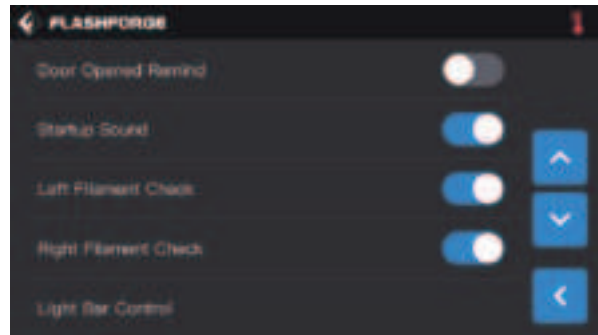 FLASHFORGE
Door Opened Remind
Startup Sound
Left Filament Check
Right Filament Check
Light Bar Control